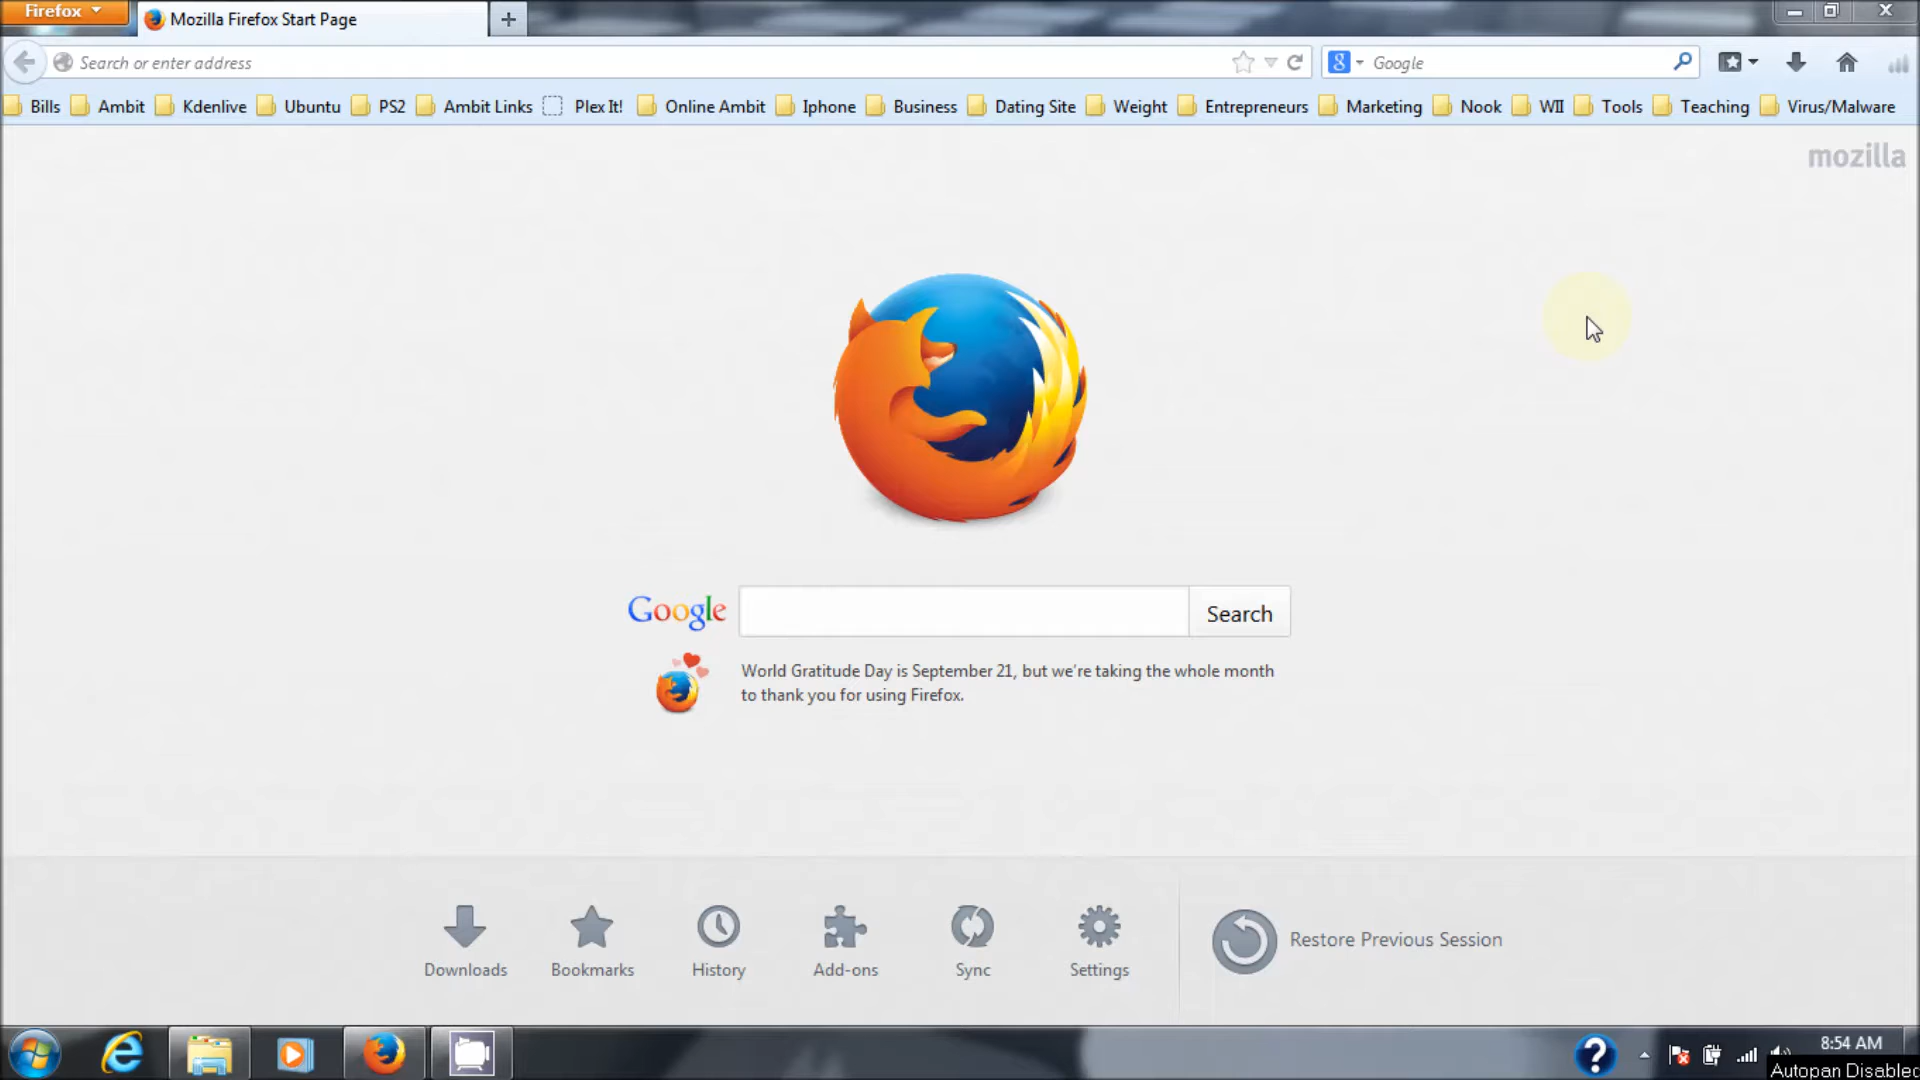 Firefox
Mozilla Firefox Start Page
Search or enter address
Google
Bills Ambit Kdenlive Ubuntu PS2 Ambit Links Plex It! Online Ambit Iphone Business Dating Site Weight Entrepreneurs Marketing Nook WII Tools Teaching Virus/Malware
mozilla
Google
Search
World Gratitude Day is September 21, but we're taking the whole month
to thank you for using Firefox.
Downloads Bookmarks History Add-ons Sync Settings
Restore Previous Session
8:54 AM
Autopan Disabled